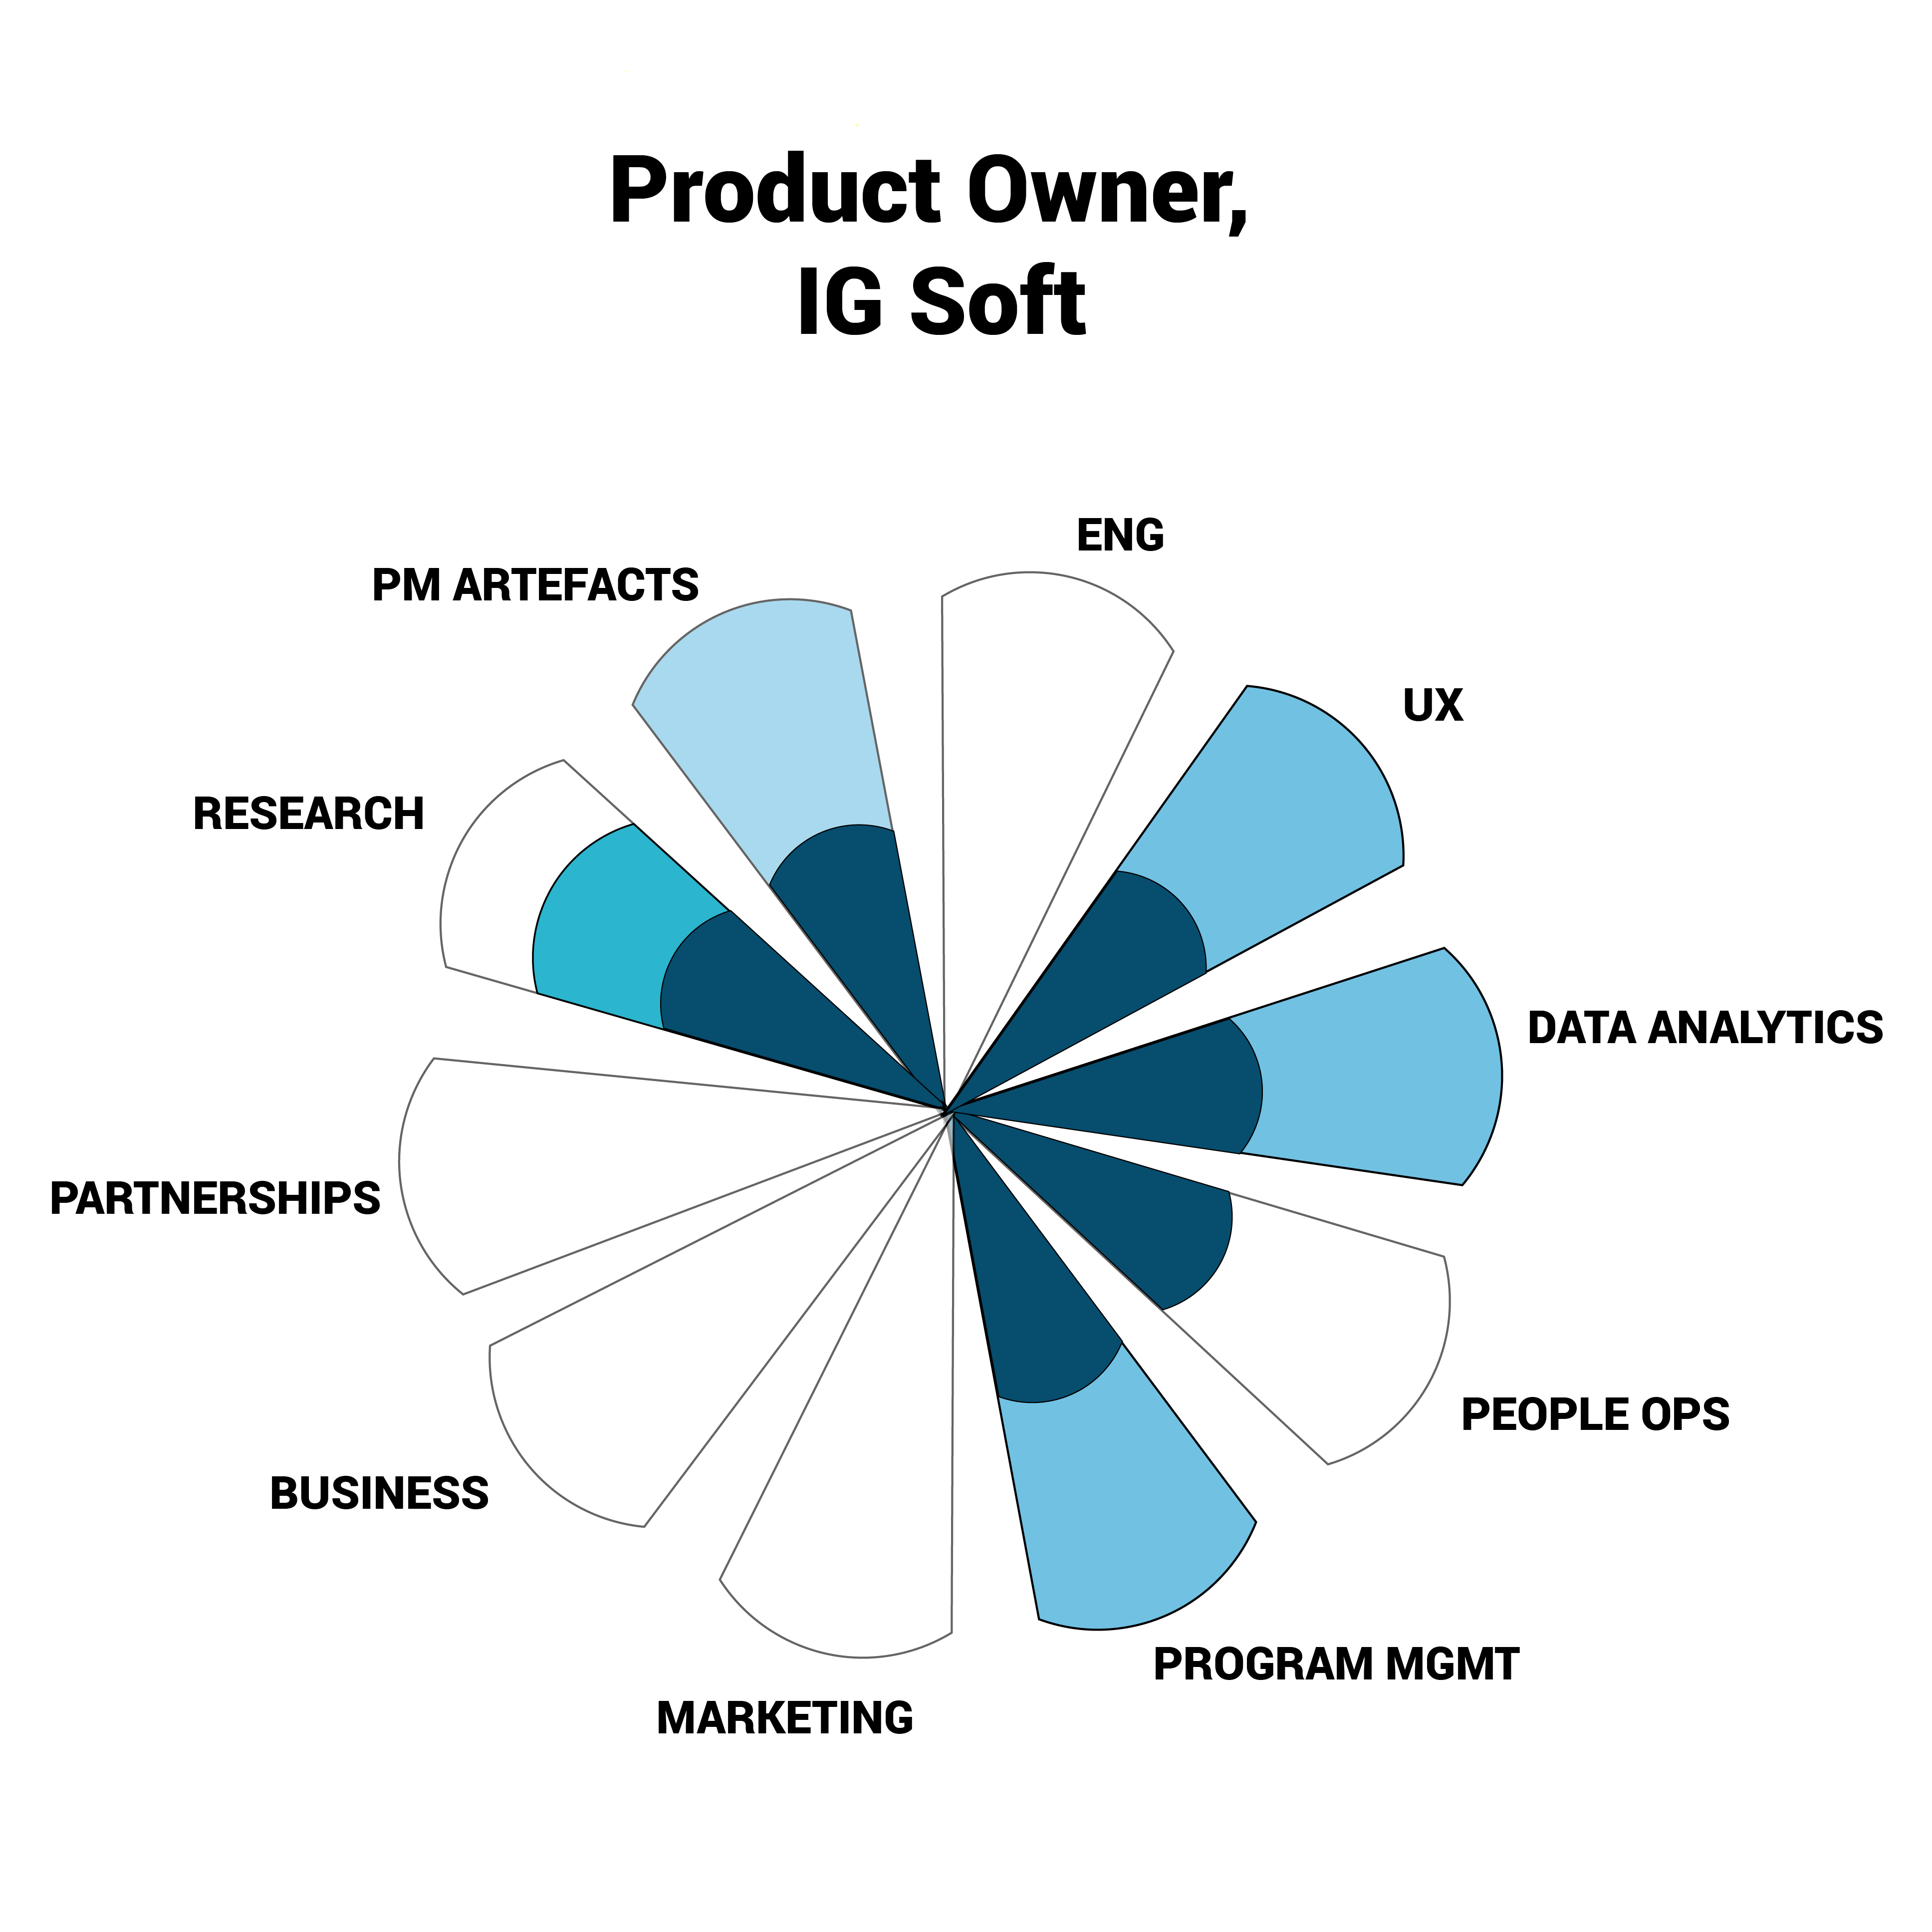 Product Owner,
IG Soft
ENG
PM ARTEFACTS
UX
RESEARCH
DATA ANALYTICS
PARTNERSHIPS
PEOPLE OPS
BUSINESS
PROGRAM MGMT
MARKETING